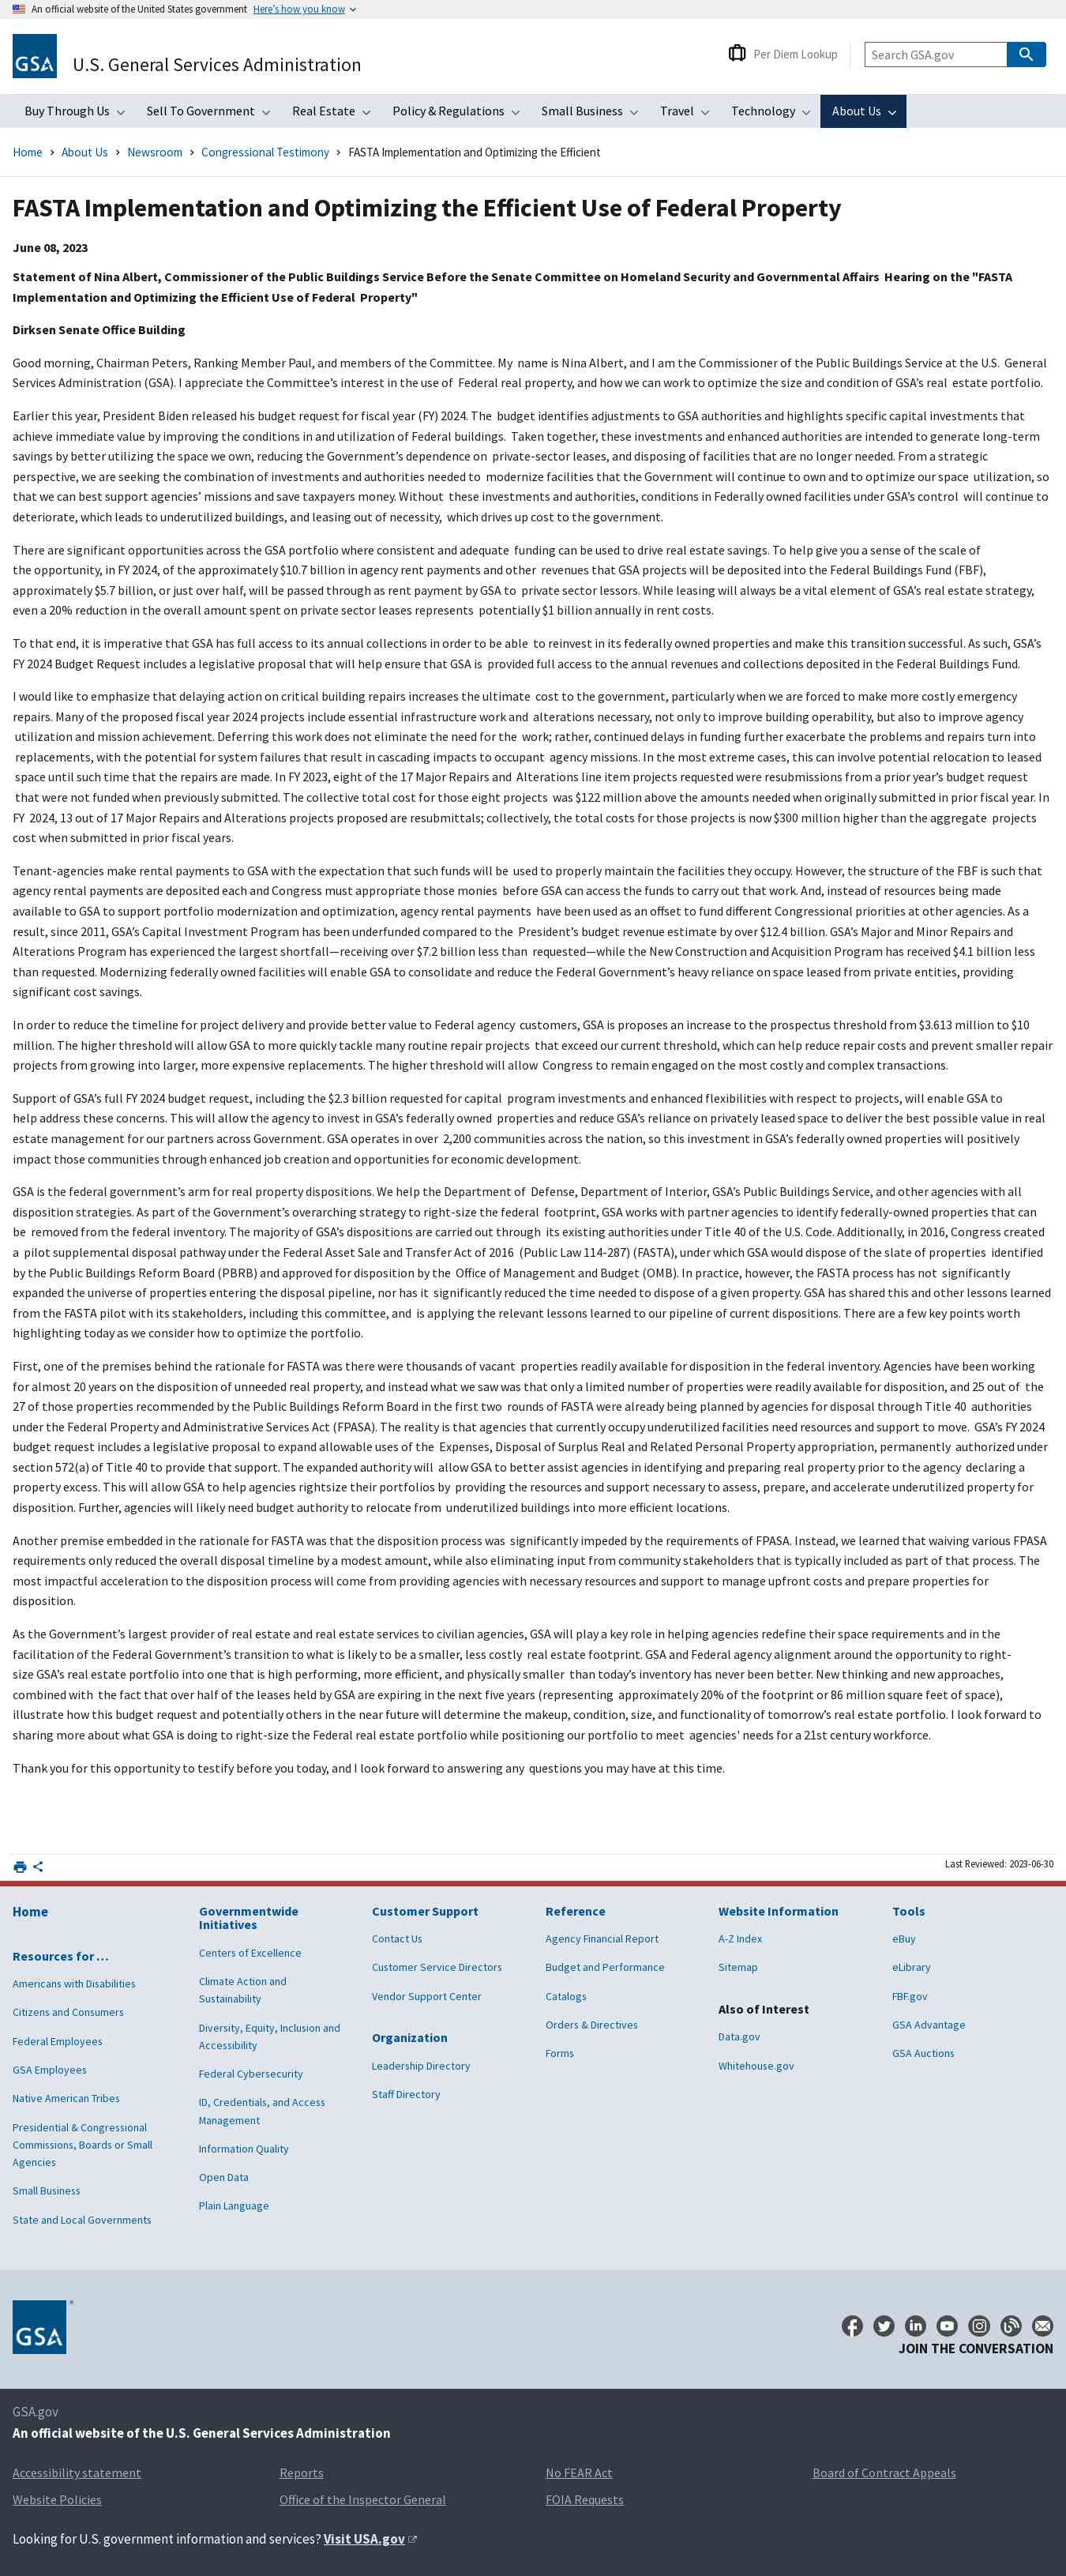 An official website of the United States government Here's how you know
GSA
U.S. General Services Administration
Per Diem Lookup
Search GSA.gov
Buy Through Us Sell To Government Real Estate Policy & Regulations Small Business Travel Technology About Us
Home › About Us › Newsroom › Congressional Testimony › FASTA Implementation and Optimizing the Efficient
FASTA Implementation and Optimizing the Efficient Use of Federal Property
June 08, 2023
Statement of Nina Albert, Commissioner of the Public Buildings Service Before the Senate Committee on Homeland Security and Governmental Affairs Hearing on the "FASTA
Implementation and Optimizing the Efficient Use of Federal Property"
Dirksen Senate Office Building
Good morning, Chairman Peters, Ranking Member Paul, and members of the Committee. My name is Nina Albert, and I am the Commissioner of the Public Buildings Service at the U.S. General
Services Administration (GSA). I appreciate the Committee's interest in the use of Federal real property, and how we can work to optimize the size and condition of GSA's real estate portfolio.
Earlier this year, President Biden released his budget request for fiscal year (FY) 2024. The budget identifies adjustments to GSA authorities and highlights specific capital investments that
achieve immediate value by improving the conditions in and utilization of Federal buildings. Taken together, these investments and enhanced authorities are intended to generate long-term
savings by better utilizing the space we own, reducing the Government's dependence on private-sector leases, and disposing of facilities that are no longer needed. From a strategic
perspective, we are seeking the combination of investments and authorities needed to modernize facilities that the Government will continue to own and to optimize our space utilization, so
that we can best support agencies' missions and save taxpayers money. Without these investments and authorities, conditions in Federally owned facilities under GSA's control will continue to
deteriorate, which leads to underutilized buildings, and leasing out of necessity, which drives up cost to the government.
There are significant opportunities across the GSA portfolio where consistent and adequate funding can be used to drive real estate savings. To help give you a sense of the scale of
the opportunity, in FY 2024, of the approximately $10.7 billion in agency rent payments and other revenues that GSA projects will be deposited into the Federal Buildings Fund (FBF),
approximately $5.7 billion, or just over half, will be passed through as rent payment by GSA to private sector lessors. While leasing will always be a vital element of GSA's real estate strategy,
even a 20% reduction in the overall amount spent on private sector leases represents potentially $1 billion annually in rent costs.
To that end, it is imperative that GSA has full access to its annual collections in order to be able to reinvest in its federally owned properties and make this transition successful. As such, GSA's
FY 2024 Budget Request includes a legislative proposal that will help ensure that GSA is provided full access to the annual revenues and collections deposited in the Federal Buildings Fund.
I would like to emphasize that delaying action on critical building repairs increases the ultimate cost to the government, particularly when we are forced to make more costly emergency
repairs. Many of the proposed fiscal year 2024 projects include essential infrastructure work and alterations necessary, not only to improve building operability, but also to improve agency
utilization and mission achievement. Deferring this work does not eliminate the need for the work; rather, continued delays in funding further exacerbate the problems and repairs turn into
replacements, with the potential for system failures that result in cascading impacts to occupant agency missions. In the most extreme cases, this can involve potential relocation to leased
space until such time that the repairs are made. In FY 2023, eight of the 17 Major Repairs and Alterations line item projects requested were resubmissions from a prior year's budget request
that were not funded when previously submitted. The collective total cost for those eight projects was $122 million above the amounts needed when originally submitted in prior fiscal year. In
FY 2024, 13 out of 17 Major Repairs and Alterations projects proposed are resubmittals; collectively, the total costs for those projects is now $300 million higher than the aggregate projects
cost when submitted in prior fiscal years.
Tenant-agencies make rental payments to GSA with the expectation that such funds will be used to properly maintain the facilities they occupy. However, the structure of the FBF is such that
agency rental payments are deposited each and Congress must appropriate those monies before GSA can access the funds to carry out that work. And, instead of resources being made
available to GSA to support portfolio modernization and optimization, agency rental payments have been used as an offset to fund different Congressional priorities at other agencies. As a
result, since 2011, GSA's Capital Investment Program has been underfunded compared to the President's budget revenue estimate by over $12.4 billion. GSA's Major and Minor Repairs and
Alterations Program has experienced the largest shortfall—receiving over $7.2 billion less than requested—while the New Construction and Acquisition Program has received $4.1 billion less
than requested. Modernizing federally owned facilities will enable GSA to consolidate and reduce the Federal Government's heavy reliance on space leased from private entities, providing
significant cost savings.
In order to reduce the timeline for project delivery and provide better value to Federal agency customers, GSA is proposes an increase to the prospectus threshold from $3.613 million to $10
million. The higher threshold will allow GSA to more quickly tackle many routine repair projects that exceed our current threshold, which can help reduce repair costs and prevent smaller repair
projects from growing into larger, more expensive replacements. The higher threshold will allow Congress to remain engaged on the most costly and complex transactions.
Support of GSA's full FY 2024 budget request, including the $2.3 billion requested for capital program investments and enhanced flexibilities with respect to projects, will enable GSA to
help address these concerns. This will allow the agency to invest in GSA's federally owned properties and reduce GSA's reliance on privately leased space to deliver the best possible value in real
estate management for our partners across Government. GSA operates in over 2,200 communities across the nation, so this investment in GSA's federally owned properties will positively
impact those communities through enhanced job creation and opportunities for economic development.
GSA is the federal government's arm for real property dispositions. We help the Department of Defense, Department of Interior, GSA's Public Buildings Service, and other agencies with all
disposition strategies. As part of the Government's overarching strategy to right-size the federal footprint, GSA works with partner agencies to identify federally-owned properties that can
be removed from the federal inventory. The majority of GSA's dispositions are carried out through its existing authorities under Title 40 of the U.S. Code. Additionally, in 2016, Congress created
a pilot supplemental disposal pathway under the Federal Asset Sale and Transfer Act of 2016 (Public Law 114-287) (FASTA), under which GSA would dispose of the slate of properties identified
by the Public Buildings Reform Board (PBRB) and approved for disposition by the Office of Management and Budget (OMB). In practice, however, the FASTA process has not significantly
expanded the universe of properties entering the disposal pipeline, nor has it significantly reduced the time needed to dispose of a given property. GSA has shared this and other lessons learned
from the FASTA pilot with its stakeholders, including this committee, and is applying the relevant lessons learned to our pipeline of current dispositions. There are a few key points worth
highlighting today as we consider how to optimize the portfolio.
First, one of the premises behind the rationale for FASTA was there were thousands of vacant properties readily available for disposition in the federal inventory. Agencies have been working
for almost 20 years on the disposition of unneeded real property, and instead what we saw was that only a limited number of properties were readily available for disposition, and 25 out of the
27 of those properties recommended by the Public Buildings Reform Board in the first two rounds of FASTA were already being planned by agencies for disposal through Title 40 authorities
under the Federal Property and Administrative Services Act (FPASA). The reality is that agencies that currently occupy underutilized facilities need resources and support to move. GSA's FY 2024
budget request includes a legislative proposal to expand allowable uses of the Expenses, Disposal of Surplus Real and Related Personal Property appropriation, permanently authorized under
section 572(a) of Title 40 to provide that support. The expanded authority will allow GSA to better assist agencies in identifying and preparing real property prior to the agency declaring a
property excess. This will allow GSA to help agencies rightsize their portfolios by providing the resources and support necessary to assess, prepare, and accelerate underutilized property for
disposition. Further, agencies will likely need budget authority to relocate from underutilized buildings into more efficient locations.
Another premise embedded in the rationale for FASTA was that the disposition process was significantly impeded by the requirements of FPASA. Instead, we learned that waiving various FPASA
requirements only reduced the overall disposal timeline by a modest amount, while also eliminating input from community stakeholders that is typically included as part of that process. The
most impactful acceleration to the disposition process will come from providing agencies with necessary resources and support to manage upfront costs and prepare properties for
disposition.
As the Government's largest provider of real estate and real estate services to civilian agencies, GSA will play a key role in helping agencies redefine their space requirements and in the
facilitation of the Federal Government's transition to what is likely to be a smaller, less costly real estate footprint. GSA and Federal agency alignment around the opportunity to right-
size GSA's real estate portfolio into one that is high performing, more efficient, and physically smaller than today's inventory has never been better. New thinking and new approaches,
combined with the fact that over half of the leases held by GSA are expiring in the next five years (representing approximately 20% of the footprint or 86 million square feet of space),
illustrate how this budget request and potentially others in the near future will determine the makeup, condition, size, and functionality of tomorrow's real estate portfolio. I look forward to
sharing more about what GSA is doing to right-size the Federal real estate portfolio while positioning our portfolio to meet agencies' needs for a 21st century workforce.
Thank you for this opportunity to testify before you today, and I look forward to answering any questions you may have at this time.
Last Reviewed: 2023-06-30
Home
Resources for …
Americans with Disabilities
Citizens and Consumers
Federal Employees
GSA Employees
Native American Tribes
Presidential & Congressional
Commissions, Boards or Small
Agencies
Small Business
State and Local Governments
Governmentwide
Initiatives
Centers of Excellence
Climate Action and
Sustainability
Diversity, Equity, Inclusion and
Accessibility
Federal Cybersecurity
ID, Credentials, and Access
Management
Information Quality
Open Data
Plain Language
Customer Support
Contact Us
Customer Service Directors
Vendor Support Center
Organization
Leadership Directory
Staff Directory
Reference
Agency Financial Report
Budget and Performance
Catalogs
Orders & Directives
Forms
Website Information
A-Z Index
Sitemap
Also of Interest
Data.gov
Whitehouse.gov
Tools
eBuy
eLibrary
FBF.gov
GSA Advantage
GSA Auctions
GSA
JOIN THE CONVERSATION
GSA.gov
An official website of the U.S. General Services Administration
Accessibility statement Reports No FEAR Act Board of Contract Appeals
Website Policies Office of the Inspector General FOIA Requests
Looking for U.S. government information and services? Visit USA.gov